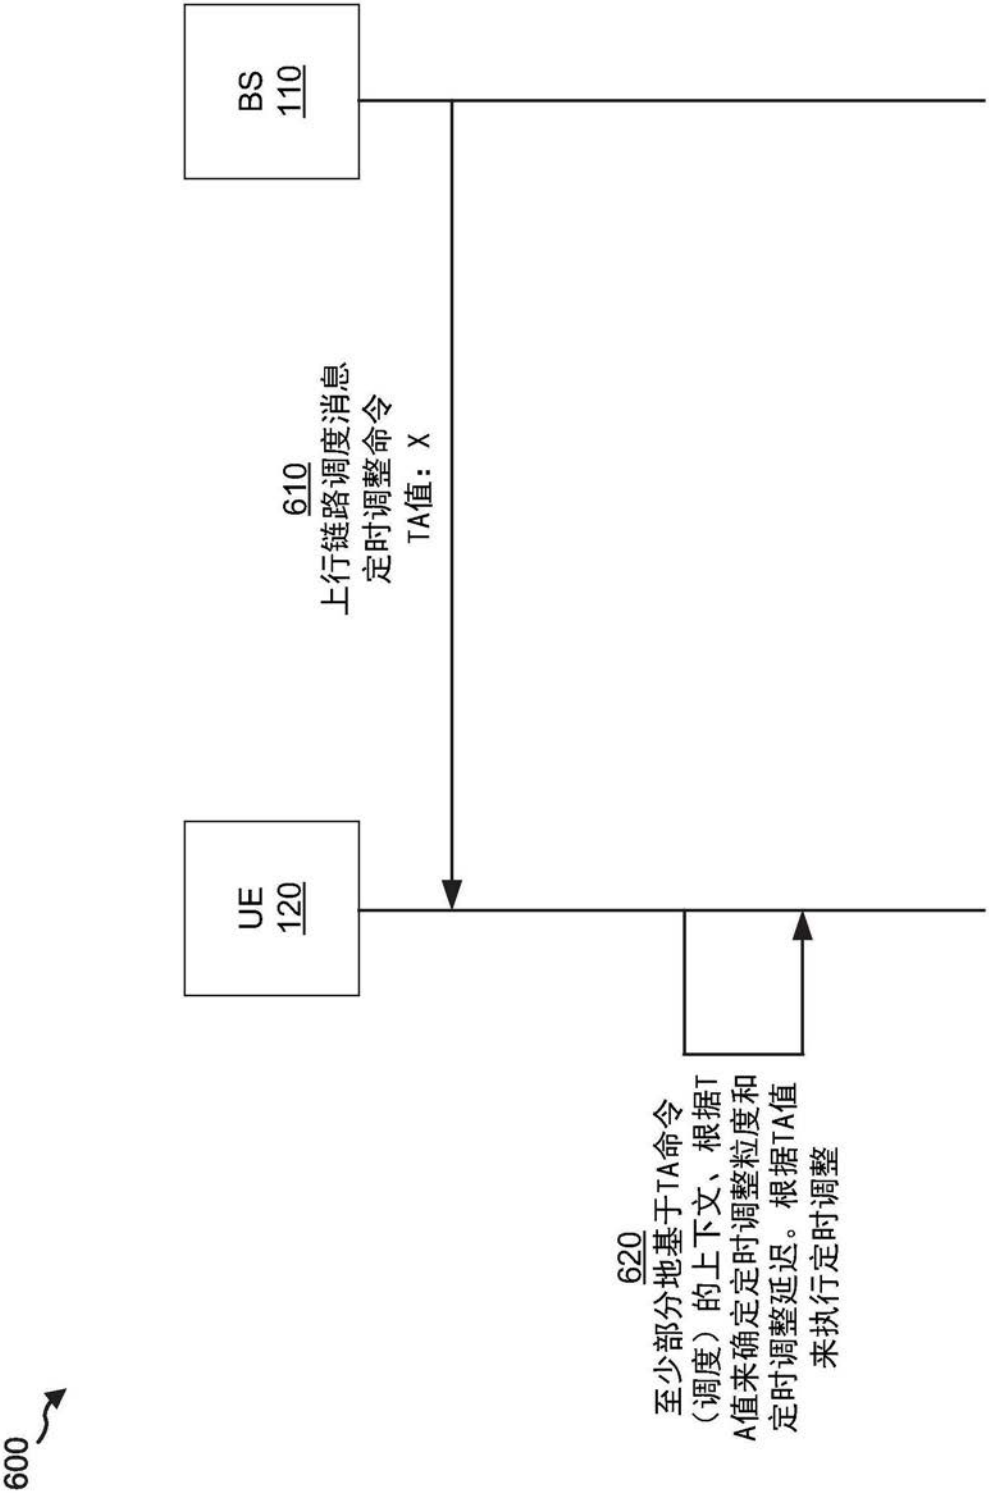 600
UE
120
BS
110
610
上行链路调度消息
定时调整命令
TA值：X
620
至少部分地基于TA命令
（调度）的上下文、根据T
A值来确定定时调整粒度和
定时调整延迟。根据TA值
来执行定时调整